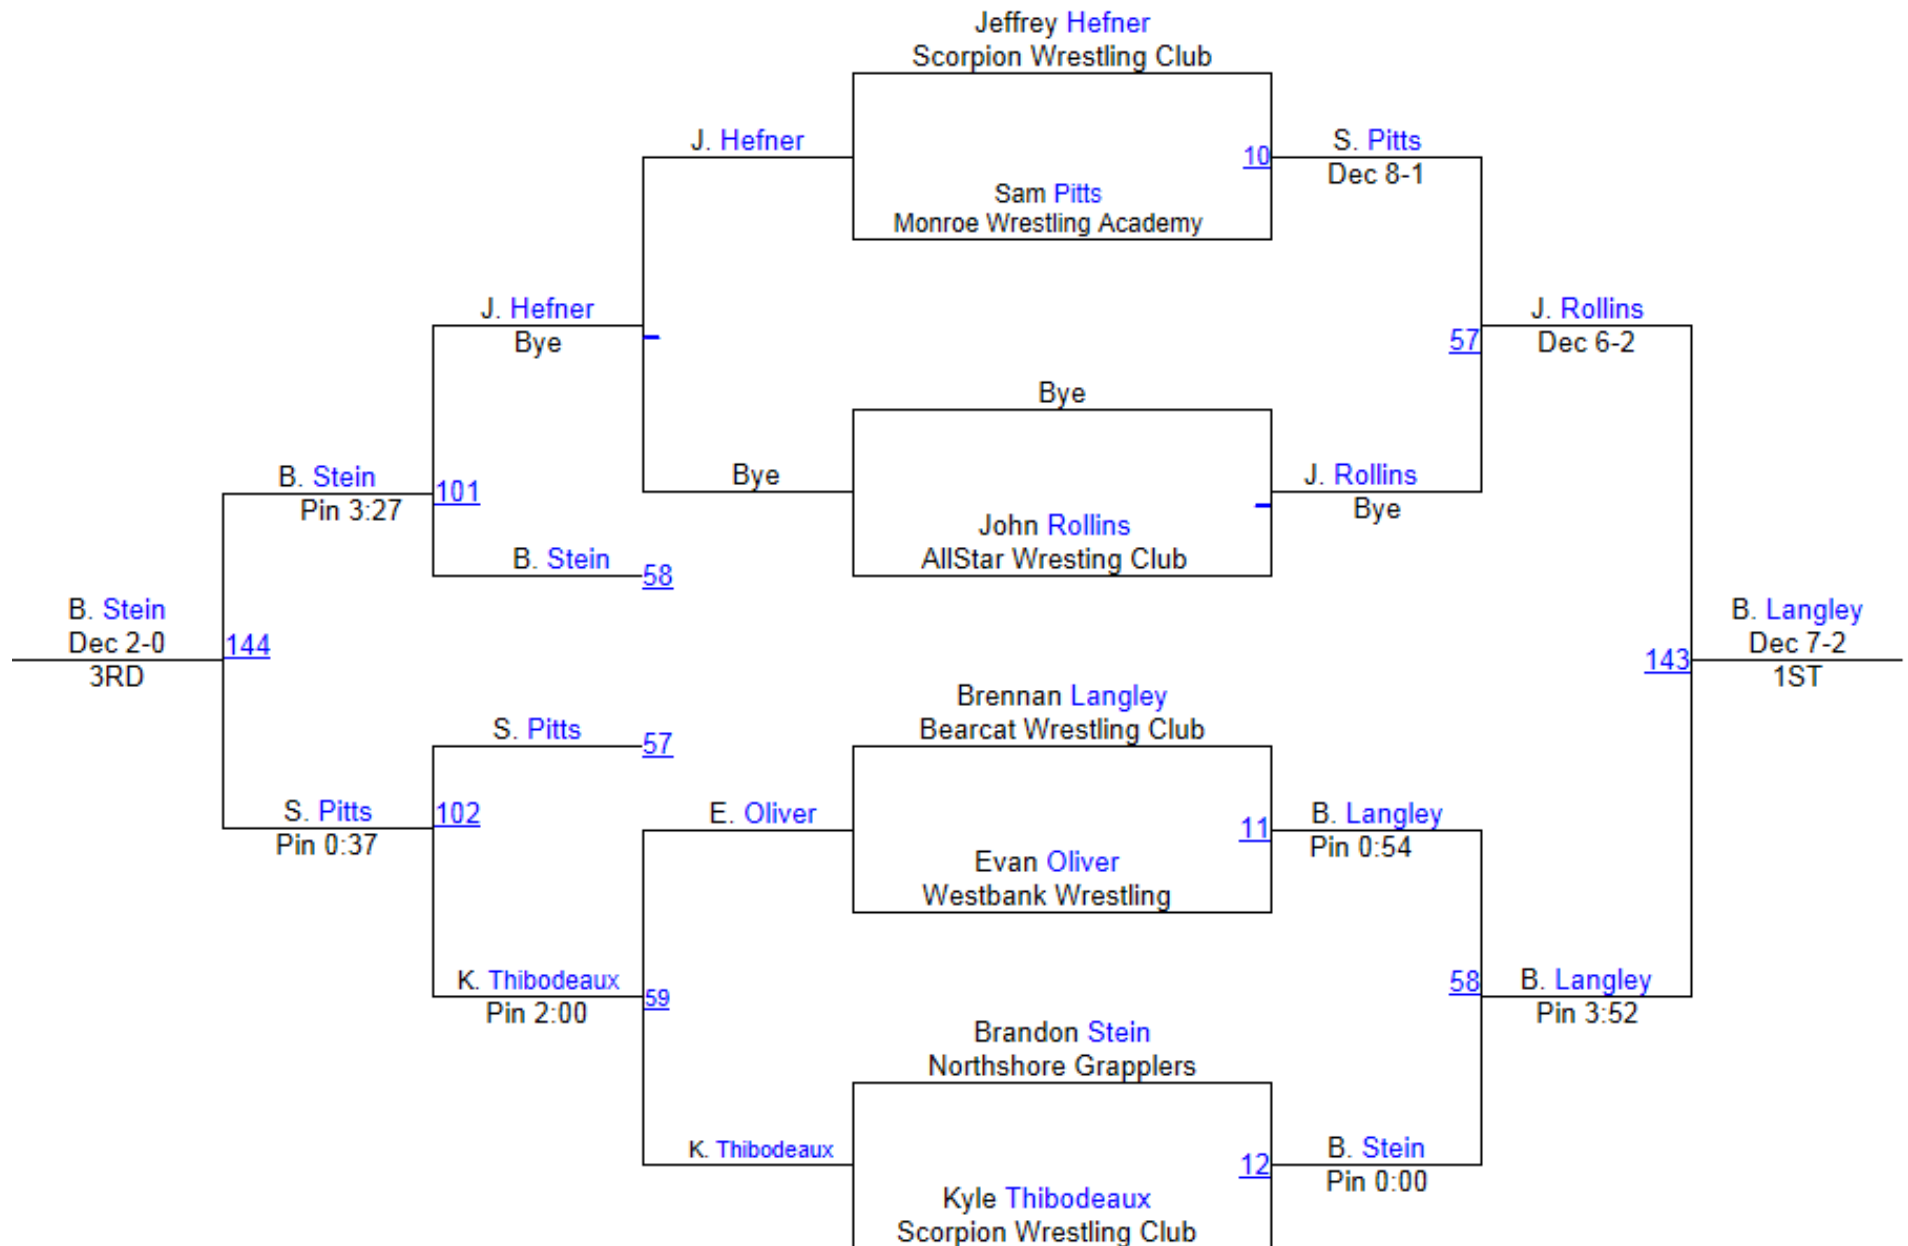 Jeffrey Hefner
Scorpion Wrestling Club
J. Hefner
10
S. Pitts
Dec 8-1
Sam Pitts
Monroe Wrestling Academy
J. Hefner
Bye
57
J. Rollins
Dec 6-2
Bye
B. Stein
Pin 3:27
101
Bye
J. Rollins
Bye
John Rollins
AllStar Wresting Club
B. Stein
58
B. Stein
Dec 2-0
3RD
144
143
B. Langley
Dec 7-2
1ST
Brennan Langley
Bearcat Wrestling Club
S. Pitts
57
S. Pitts
Pin 0:37
102
E. Oliver
11
B. Langley
Pin 0:54
Evan Oliver
Westbank Wrestling
K. Thibodeaux
Pin 2:00
59
58
B. Langley
Pin 3:52
Brandon Stein
Northshore Grapplers
K. Thibodeaux
12
B. Stein
Pin 0:00
Kyle Thibodeaux
Scorpion Wrestling Club